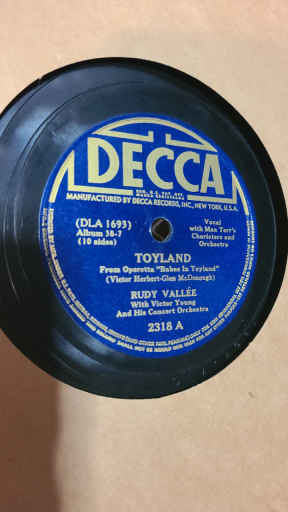 DECCA
REG. U.S. PAT. OFF.
MANUFACTURED BY DECCA RECORDS, INC., NEW YORK, U.S.A.
(DLA 1693)
Album 38-7
(10 sides)
Vocal
with Max Terr's
Choristers and
Orchestra
TOYLAND
From Operetta "Babes In Toyland"
(Victor Herbert-Glen McDonough)
RUDY VALLÉE
With Victor Young
And His Concert Orchestra
2318 A